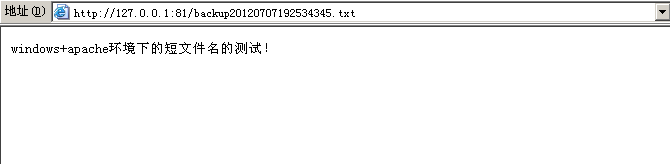 地址(D) http://127.0.0.1:81/backup20120707192534345.txt
windows+apache环境下的短文件名的测试!